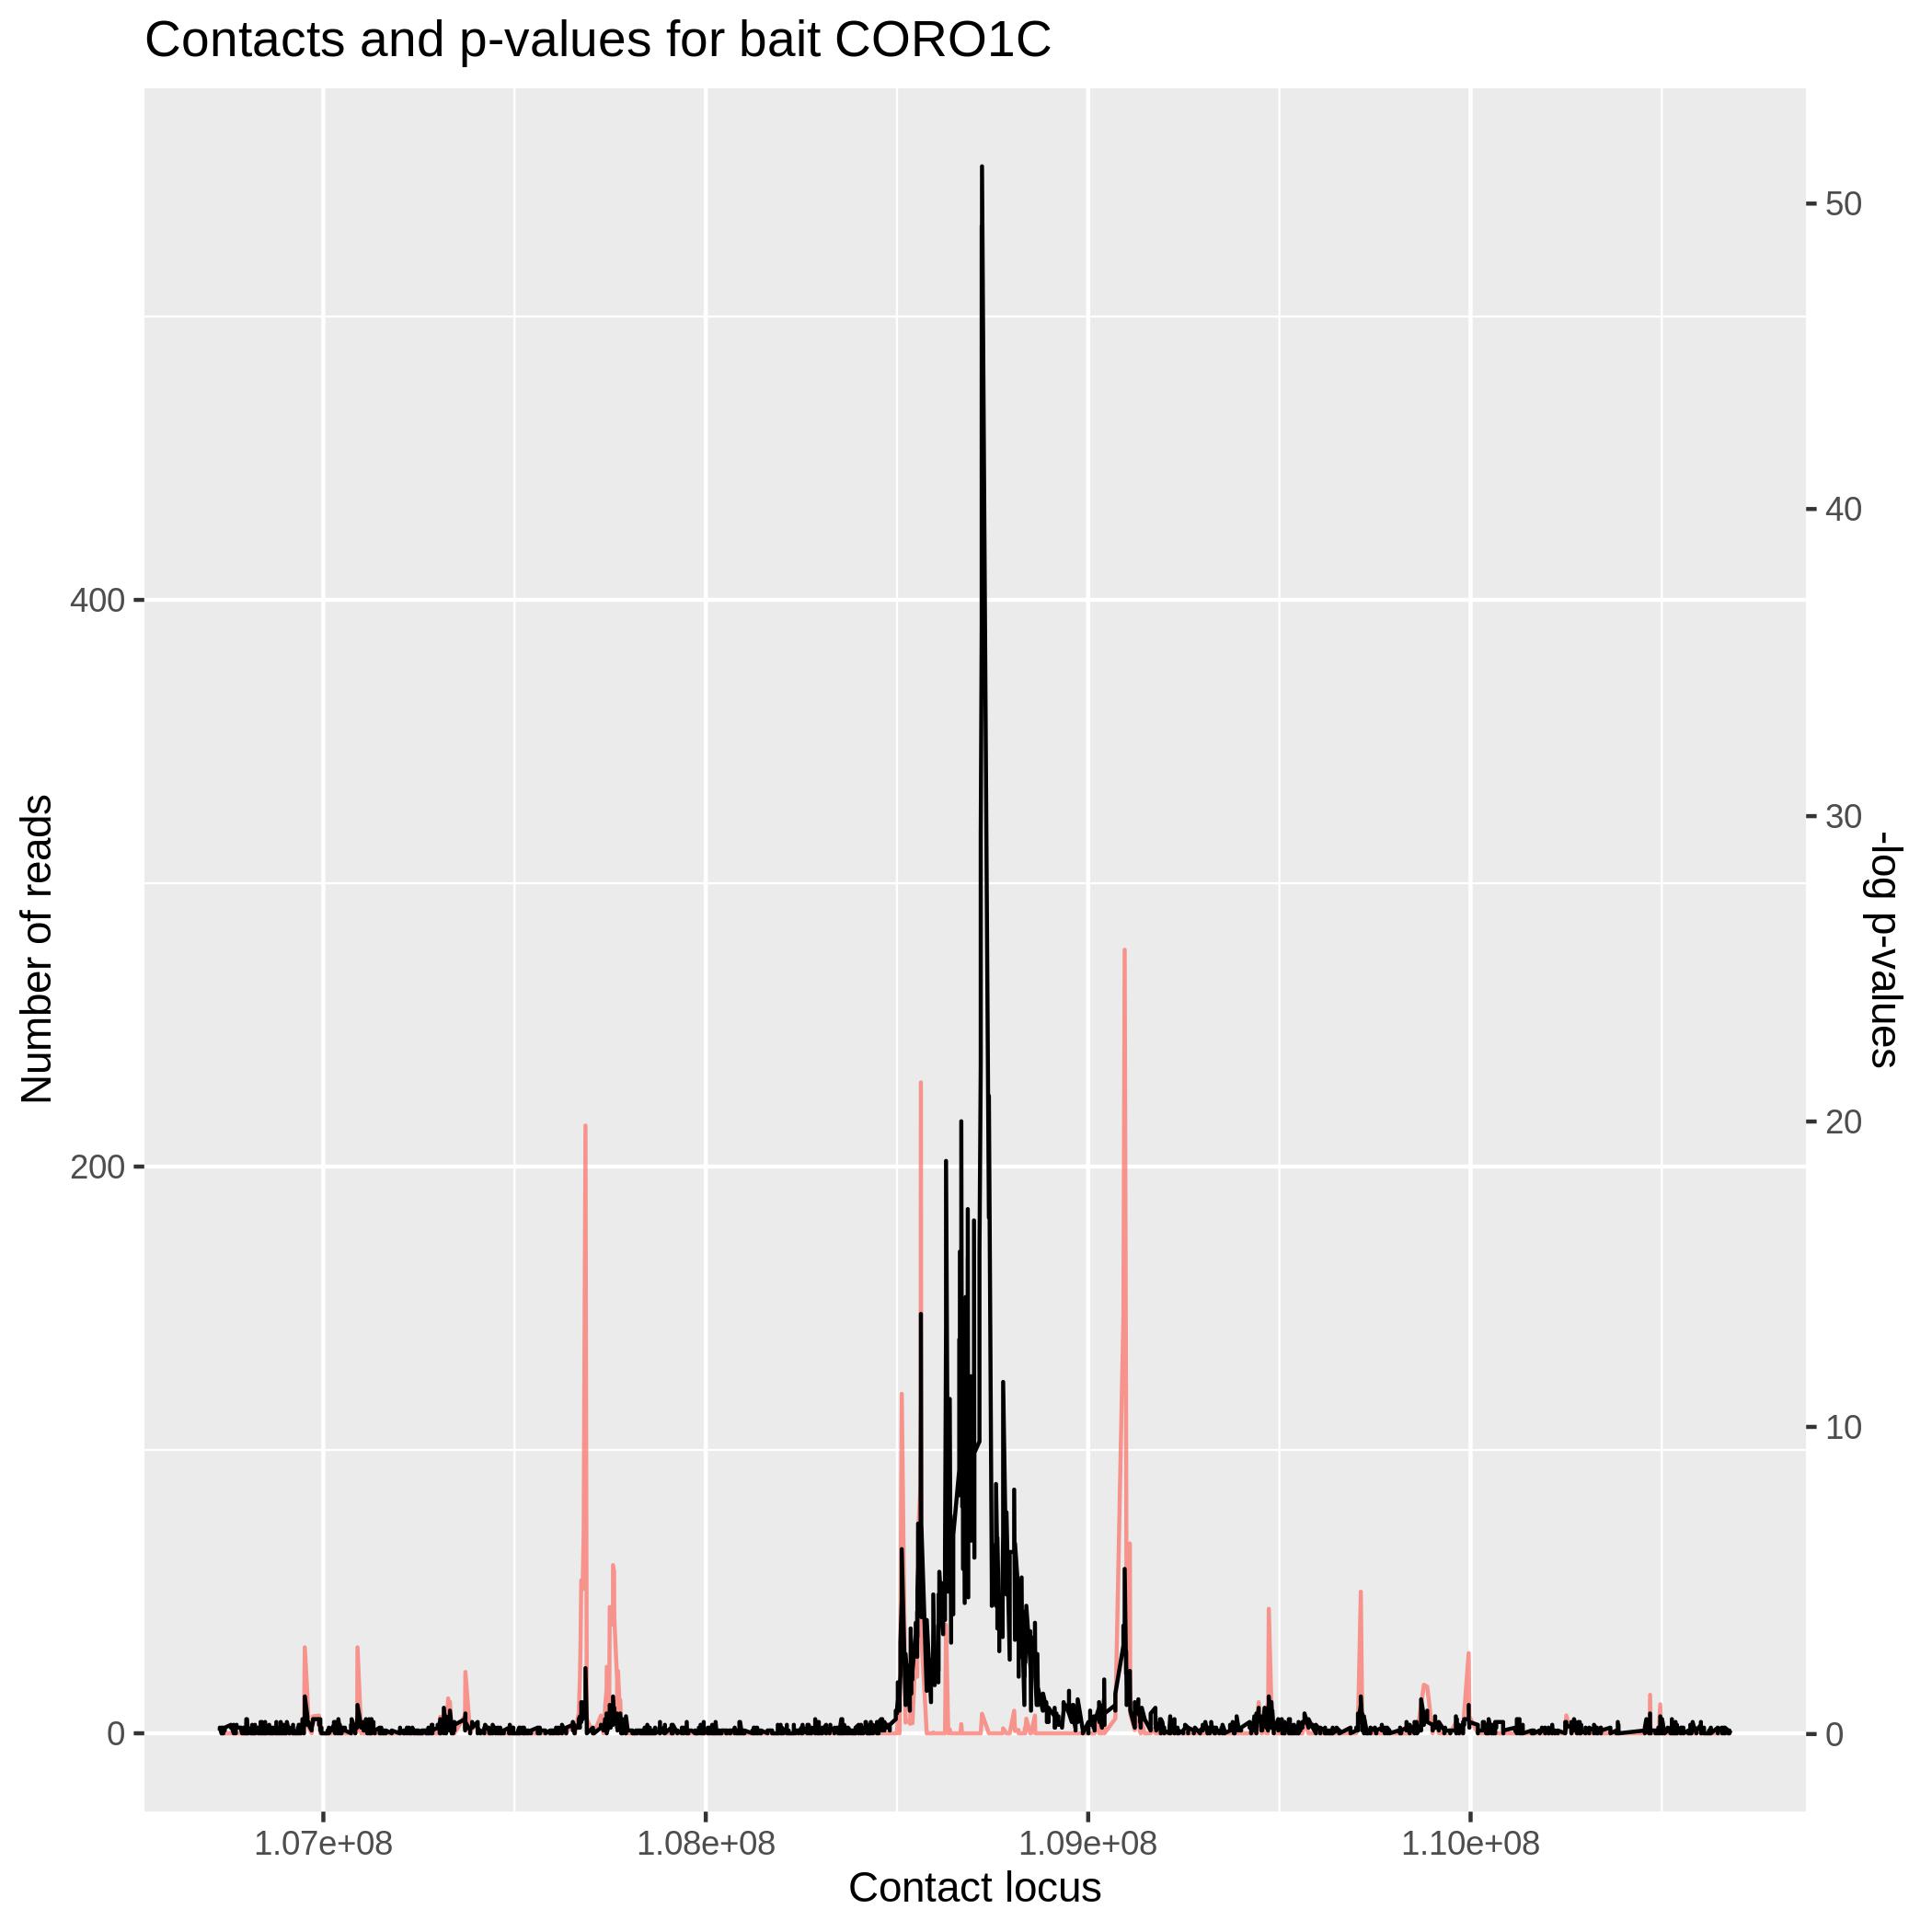 Contacts and p-values for bait CORO1C
Number of reads
400
200
0
50
40
30
20
10
0
-log p-values
1.07e+08
1.08e+08
1.09e+08
1.10e+08
Contact locus